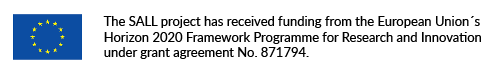 The SALL project has received funding from the European Union´s
Horizon 2020 Framework Programme for Research and Innovation
under grant agreement No. 871794.